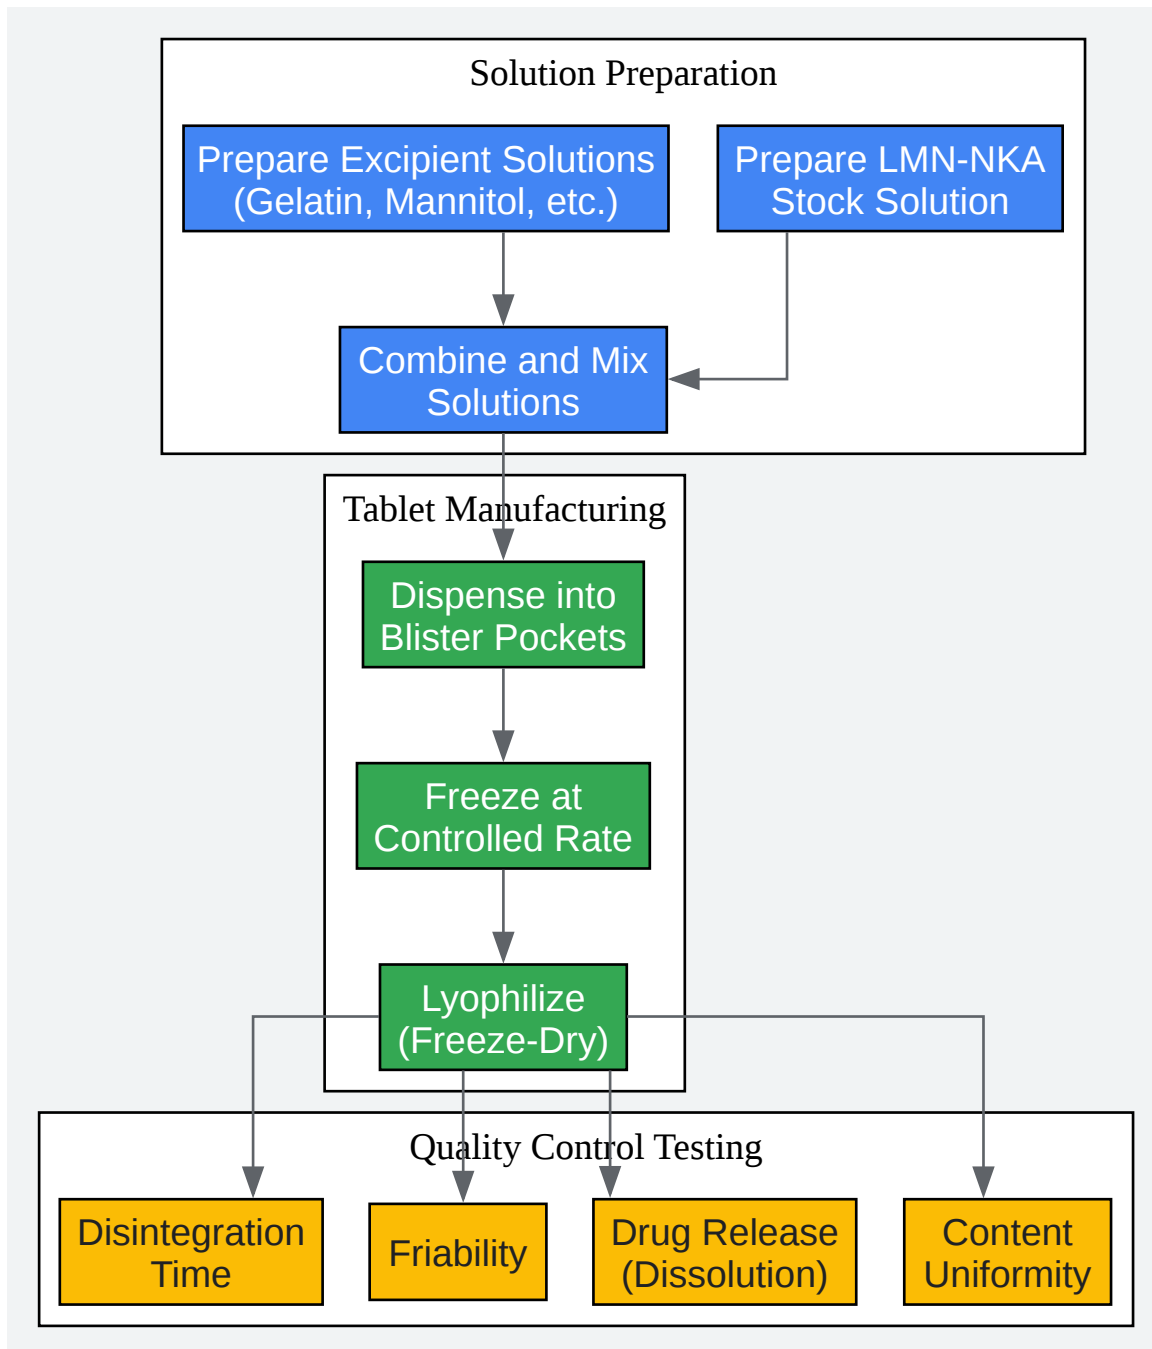 Solution Preparation
Prepare Excipient Solutions
(Gelatin, Mannitol, etc.)
Prepare LMN-NKA
Stock Solution
Combine and Mix
Solutions
Tablet Manufacturing
Dispense into
Blister Pockets
Freeze at
Controlled Rate
Lyophilize
(Freeze-Dry)
Quality Control Testing
Disintegration
Time
Friability
Drug Release
(Dissolution)
Content
Uniformity